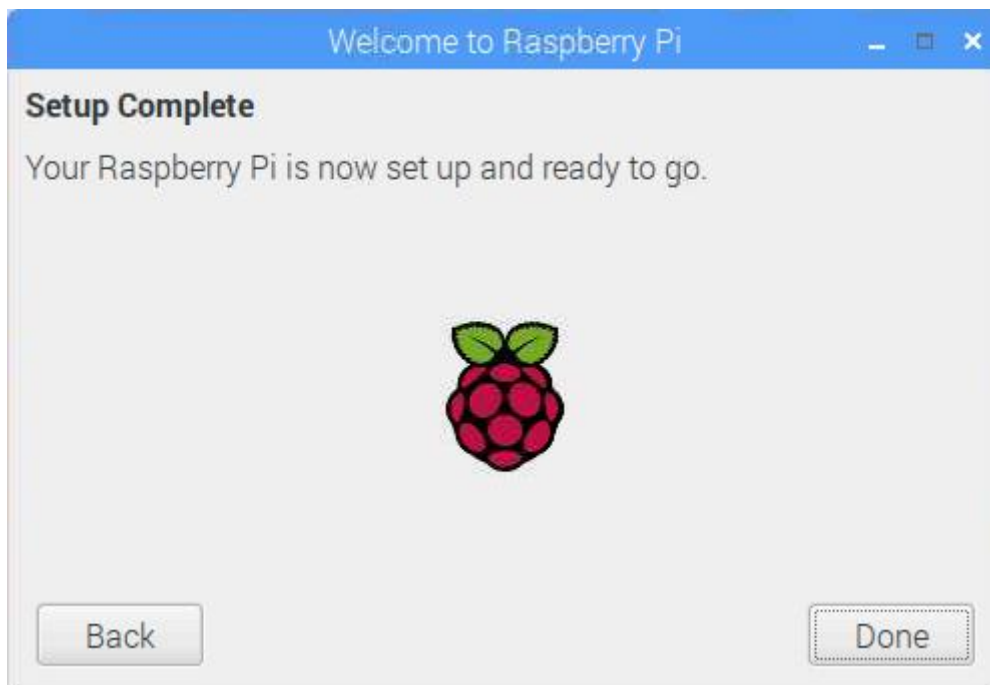 Welcome to Raspberry Pi
Setup Complete
Your Raspberry Pi is now set up and ready to go.
Back
Done